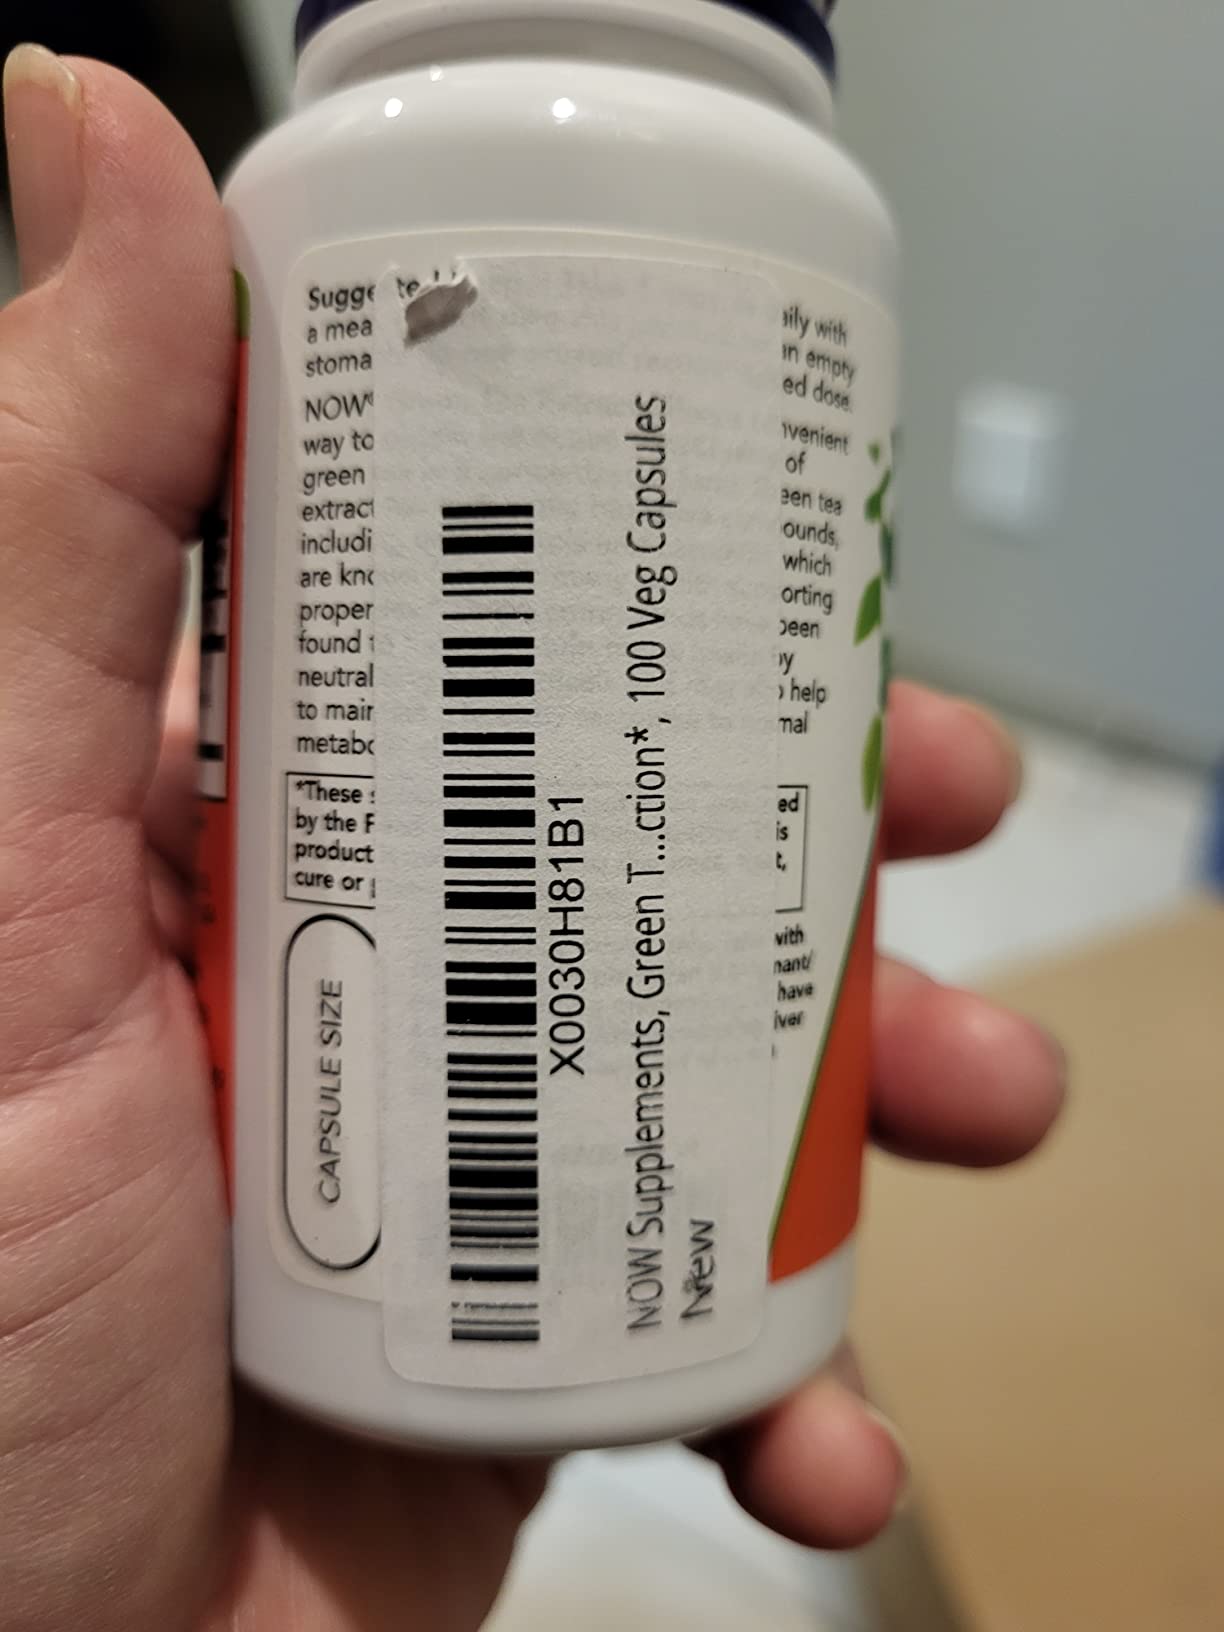 Sugge
a mea
stoma
NOW
way to
green
extract
includi
are kno
proper
found t
neutral
to main
metabo
*These s
by the F
product
cure or
CAPSULE SIZE
X0030H81B1
NOW Supplements, Green T...ction*, 100 Veg Capsules
New
aily with
an empty
ed dose.
nvenient
of
een tea
ounds,
which
orting
been
by
o help
mal
ed
is
t,
with
nant/
have
iver